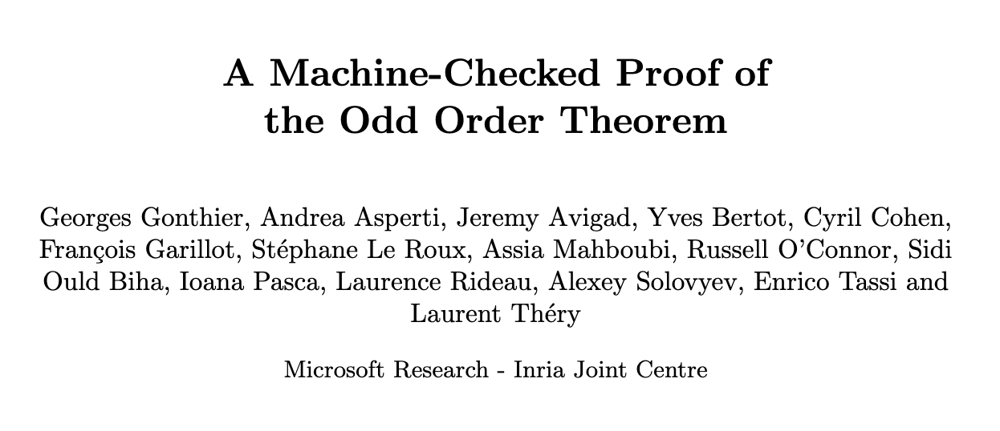 A Machine-Checked Proof of
the Odd Order Theorem
Georges Gonthier, Andrea Asperti, Jeremy Avigad, Yves Bertot, Cyril Cohen,
François Garillot, Stéphane Le Roux, Assia Mahboubi, Russell O’Connor, Sidi
Ould Biha, Ioana Pasca, Laurence Rideau, Alexey Solovyev, Enrico Tassi and
Laurent Théry
Microsoft Research - Inria Joint Centre